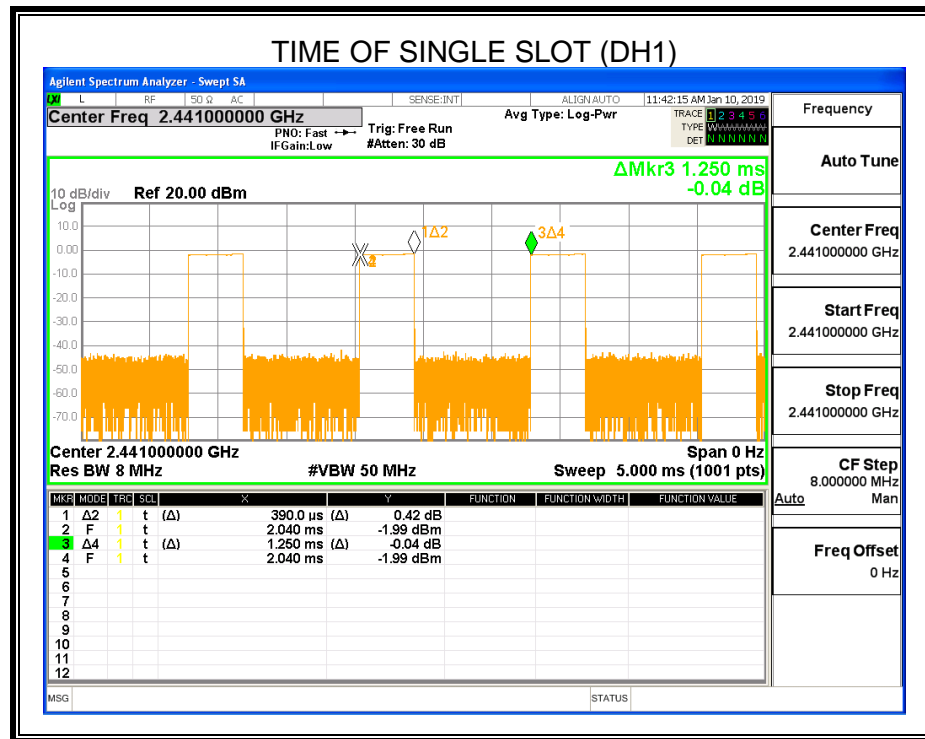 TIME OF SINGLE SLOT (DH1)
Agilent Spectrum Analyzer - Swept SA
LXI L RF 50 Ω AC SENSE:INT ALIGN AUTO 11:42:15 AM Jan 10, 2019
Center Freq 2.441000000 GHz
PNO: Fast
IFGain:Low
Trig: Free Run
#Atten: 30 dB
Avg Type: Log-Pwr
TRACE 1 2 3 4 5 6
TYPE WWWWWW
DET N N N N N N
ΔMkr3 1.250 ms
-0.04 dB
10 dB/div Ref 20.00 dBm
Log
10.0
0.00
-10.0
-20.0
-30.0
-40.0
-50.0
-60.0
-70.0
1Δ2
3Δ4
Center 2.441000000 GHz Span 0 Hz
Res BW 8 MHz #VBW 50 MHz Sweep 5.000 ms (1001 pts)
MKR MODE TRC SCL X Y FUNCTION FUNCTION WIDTH FUNCTION VALUE
1 Δ2 1 t (Δ) 390.0 µs (Δ) 0.42 dB
2 F 1 t 2.040 ms -1.99 dBm
3 Δ4 1 t (Δ) 1.250 ms (Δ) -0.04 dB
4 F 1 t 2.040 ms -1.99 dBm
5
6
7
8
9
10
11
12
MSG STATUS
Frequency
Auto Tune
Center Freq
2.441000000 GHz
Start Freq
2.441000000 GHz
Stop Freq
2.441000000 GHz
CF Step
8.000000 MHz
Auto Man
Freq Offset
0 Hz